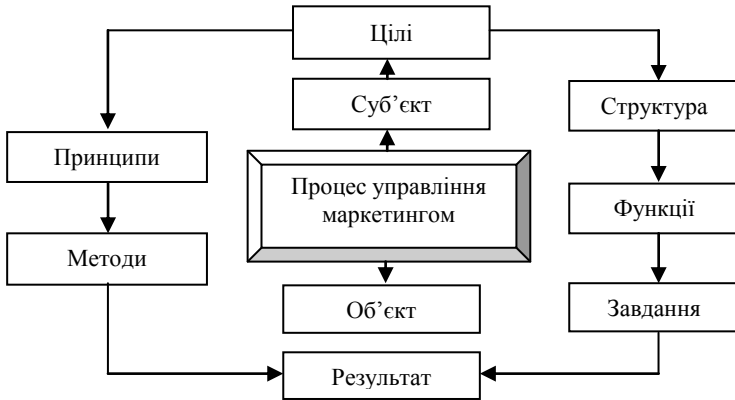 Цілі
Суб’єкт
Структура
Принципи
Процес управління
маркетингом
Функції
Методи
Об’єкт
Завдання
Результат